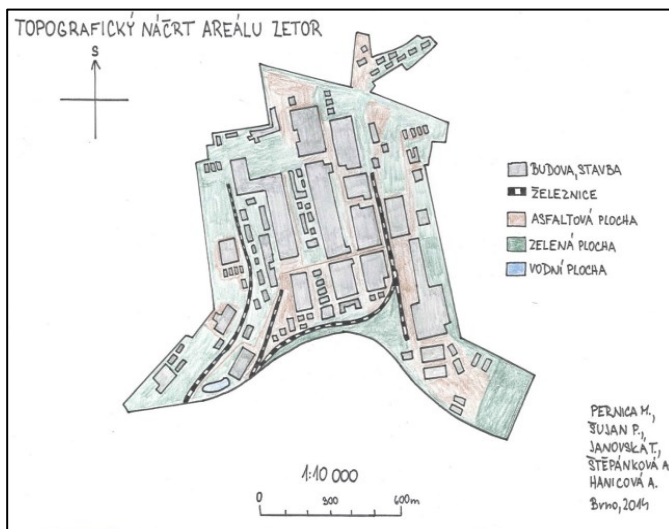 TOPOGRAFICKÝ NÁČRT AREÁLU ZETOR
S
BUDOVA, STAVBA
ŽELEZNICE
ASFALTOVÁ PLOCHA
ZELENÁ PLOCHA
VODNÍ PLOCHA
PERNICA M.,
ŠUJAN P.,
JANOVSKÁ T.,
ŠTĚPÁNKOVÁ A.
HANICOVÁ A.
Brno, 2014
1:10 000
0 300 600m